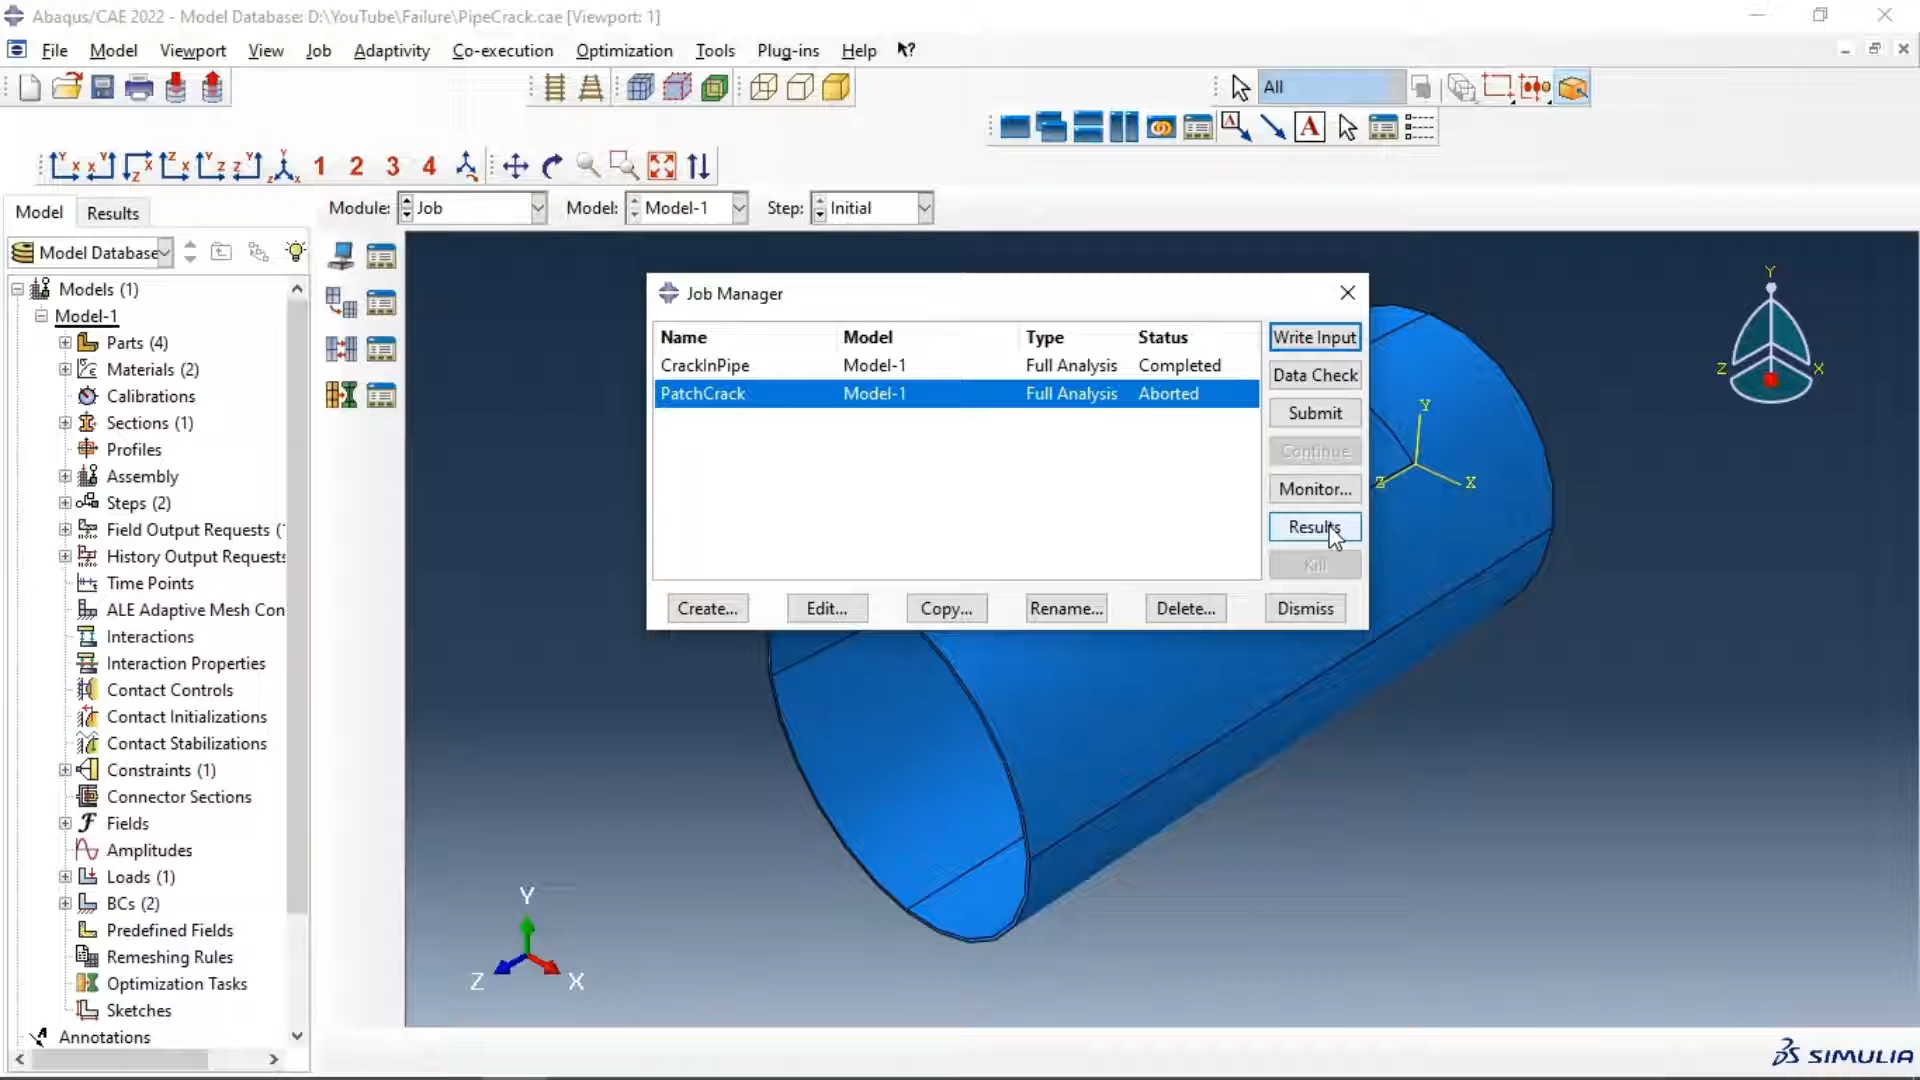 Abaqus/CAE 2022 - Model Database: D:\YouTube\Failure\PipeCrack.cae [Viewport: 1]
File Model Viewport View Job Adaptivity Co-execution Optimization Tools Plug-ins Help
All
A A
1 2 3 4
Model Results Module: Job Model: Model-1 Step: Initial
Model Database
Models (1)
Model-1
Parts (4)
Materials (2)
Calibrations
Sections (1)
Profiles
Assembly
Steps (2)
Field Output Requests (
History Output Requests
Time Points
ALE Adaptive Mesh Con
Interactions
Interaction Properties
Contact Controls
Contact Initializations
Contact Stabilizations
Constraints (1)
Connector Sections
Fields
Amplitudes
Loads (1)
BCs (2)
Predefined Fields
Remeshing Rules
Optimization Tasks
Sketches
Annotations
Job Manager
Name Model Type Status
CrackInPipe Model-1 Full Analysis Completed
PatchCrack Model-1 Full Analysis Aborted
Write Input
Data Check
Submit
Continue
Monitor...
Results
Kill
Create... Edit... Copy... Rename... Delete... Dismiss
Y
Z X
Y
Z X
Y
Z X
SIMULIA